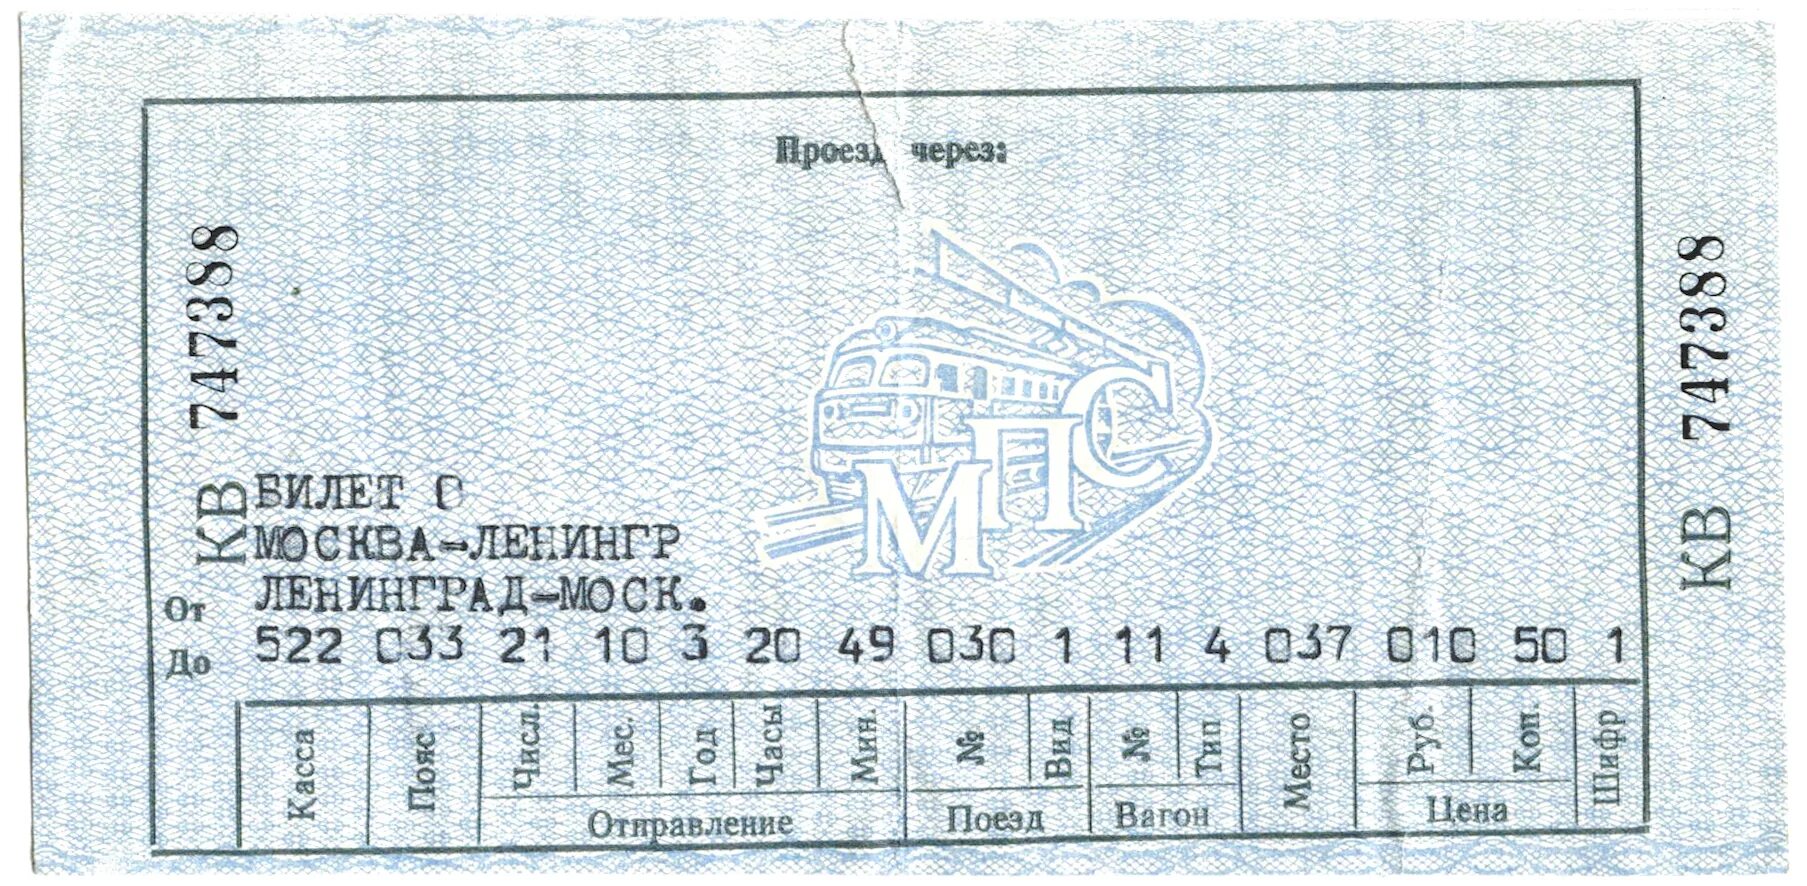 Проезд через:
КВ 747388
КВ 747388
МПС
БИЛЕТ 0
МОСКВА-ЛЕНИНГР
От ЛЕНИНГРАД-МОСК.
До 522 033 21 10 3 20 49 030 1 11 4 037 010 50 1
Касса Пояс Числ. Мес. Год Часы Мин. № Вид № Тип Место Руб. Коп. Шифр
Отправление Поезд Вагон Цена